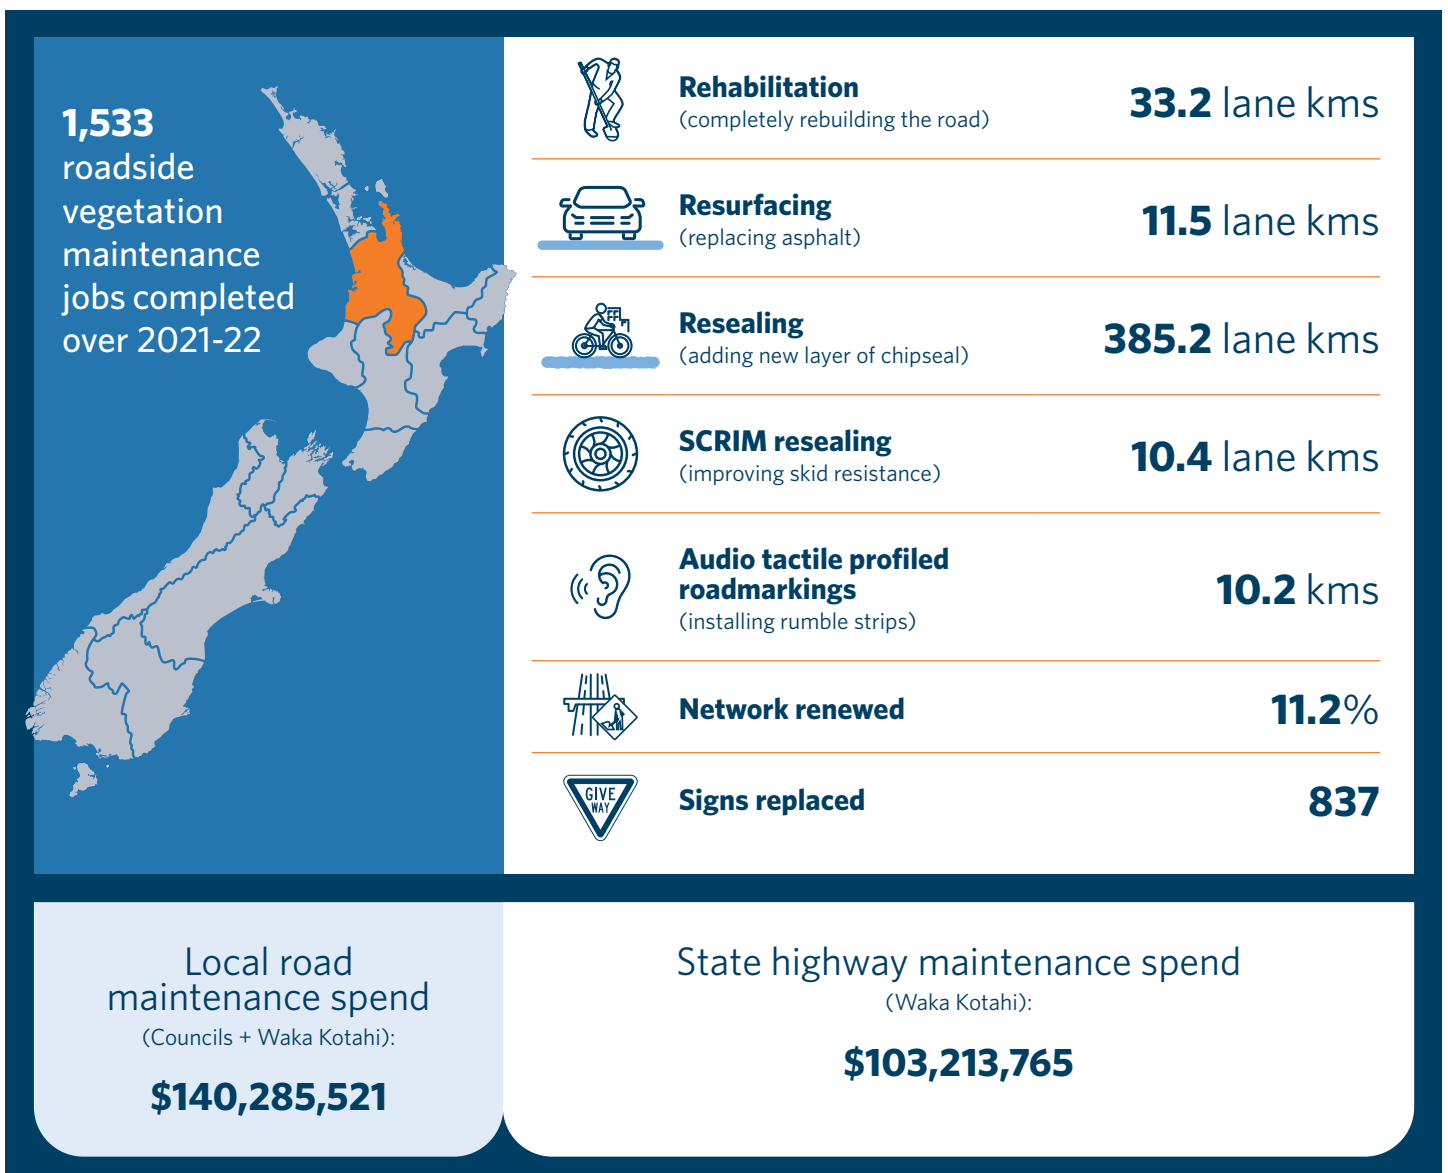 1,533
roadside
vegetation
maintenance
jobs completed
over 2021-22
Rehabilitation
(completely rebuilding the road)
33.2 lane kms
Resurfacing
(replacing asphalt)
11.5 lane kms
Resealing
(adding new layer of chipseal)
385.2 lane kms
SCRIM resealing
(improving skid resistance)
10.4 lane kms
Audio tactile profiled
roadmarkings
(installing rumble strips)
10.2 kms
Network renewed
11.2%
GIVE
WAY
Signs replaced
837
Local road
maintenance spend
(Councils + Waka Kotahi):
$140,285,521
State highway maintenance spend
(Waka Kotahi):
$103,213,765